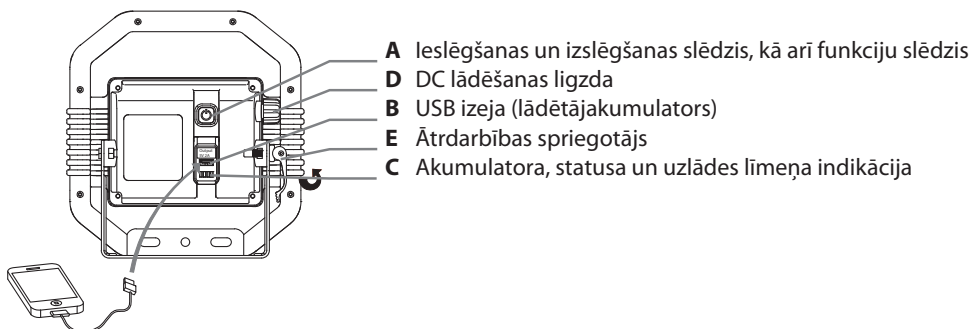 A Ieslēgšanas un izslēgšanas slēdzis, kā arī funkciju slēdzis
D DC lādēšanas ligzda
B USB izeja (lādētājakumulators)
E Ātrdarbības spriegotājs
C Akumulatora, statusa un uzlādes līmeņa indikācija